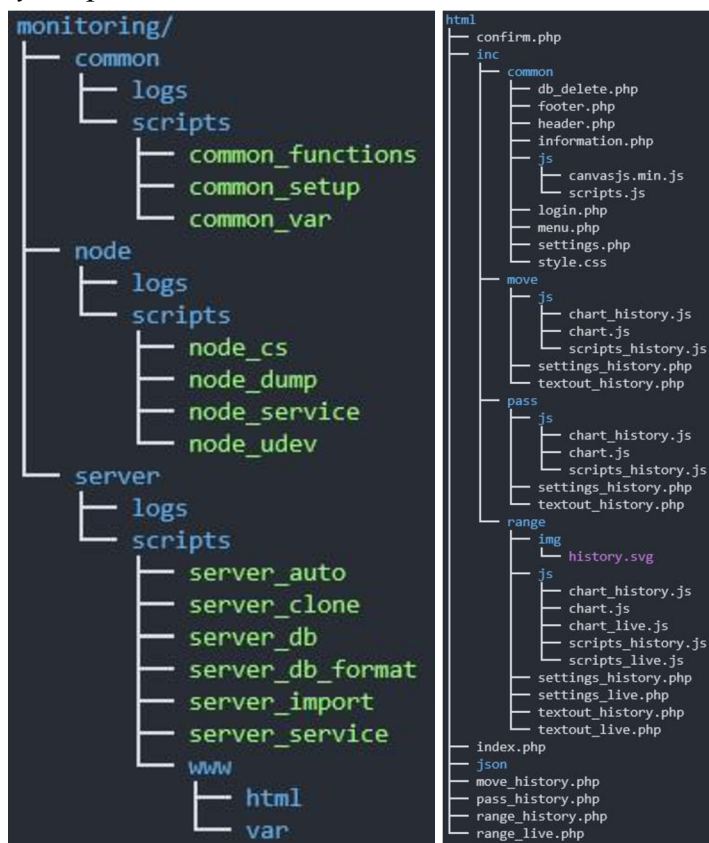 monitoring/
common
logs
scripts
common_functions
common_setup
common_var
node
logs
scripts
node_cs
node_dump
node_service
node_udev
server
logs
scripts
server_auto
server_clone
server_db
server_db_format
server_import
server_service
www
html
var
html
confirm.php
inc
common
db_delete.php
footer.php
header.php
information.php
js
canvasjs.min.js
scripts.js
login.php
menu.php
settings.php
style.css
move
js
chart_history.js
chart.js
scripts_history.js
settings_history.php
textout_history.php
pass
js
chart_history.js
chart.js
scripts_history.js
settings_history.php
textout_history.php
range
img
history.svg
js
chart_history.js
chart.js
chart_live.js
scripts_history.js
scripts_live.js
settings_history.php
settings_live.php
textout_history.php
textout_live.php
index.php
json
move_history.php
pass_history.php
range_history.php
range_live.php